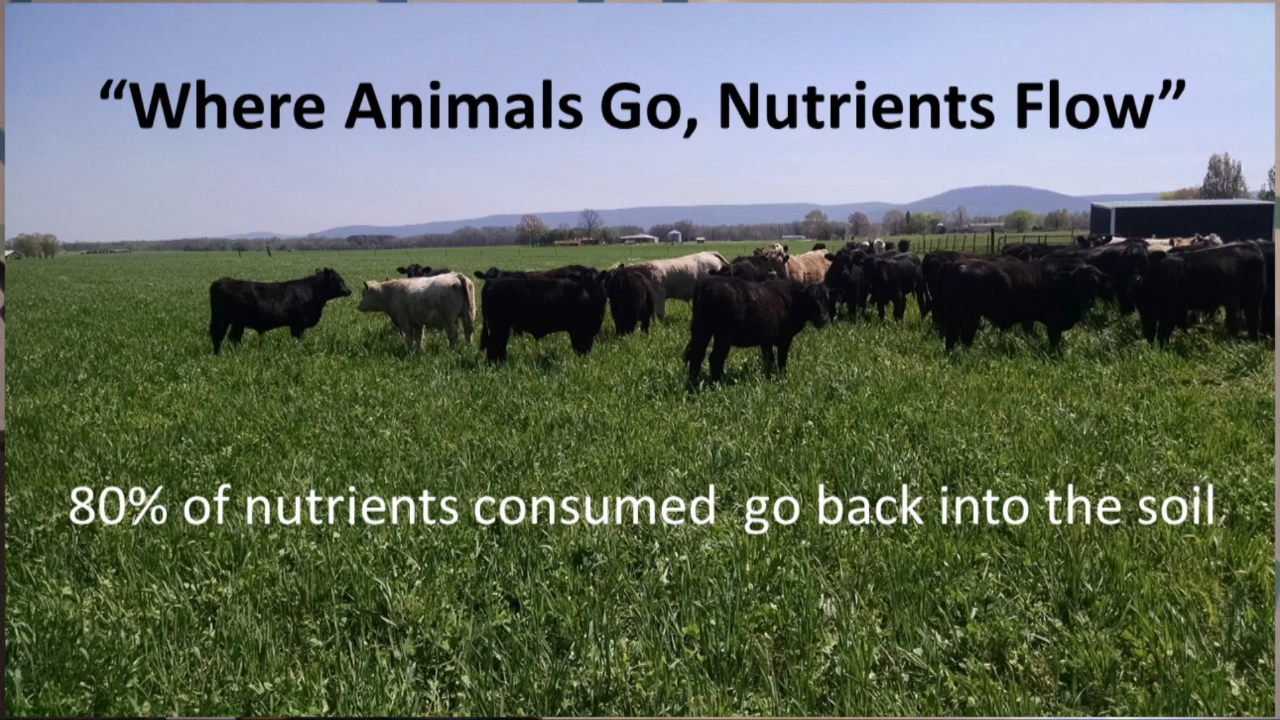 “Where Animals Go, Nutrients Flow”
80% of nutrients consumed  go back into the soil